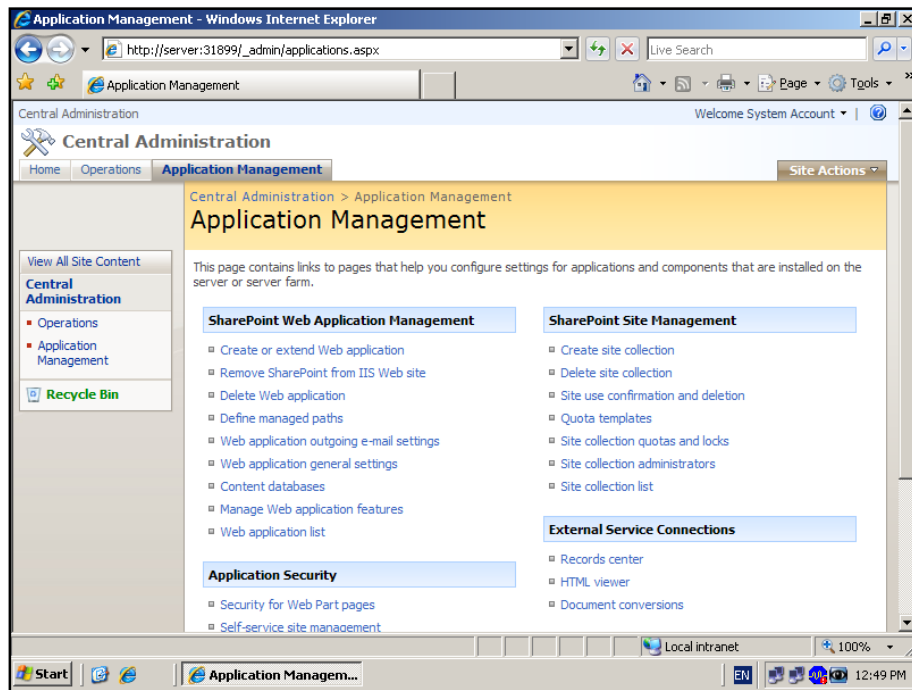 Application Management - Windows Internet Explorer
http://server:31899/_admin/applications.aspx
Live Search
Application Management
Page
Tools
Central Administration
Welcome System Account
Central Administration
Home
Operations
Application Management
Site Actions
Central Administration > Application Management
Application Management
View All Site Content
Central
Administration
Operations
Application
Management
Recycle Bin
This page contains links to pages that help you configure settings for applications and components that are installed on the
server or server farm.
SharePoint Web Application Management
Create or extend Web application
Remove SharePoint from IIS Web site
Delete Web application
Define managed paths
Web application outgoing e-mail settings
Web application general settings
Content databases
Manage Web application features
Web application list
Application Security
Security for Web Part pages
Self-service site management
SharePoint Site Management
Create site collection
Delete site collection
Site use confirmation and deletion
Quota templates
Site collection quotas and locks
Site collection administrators
Site collection list
External Service Connections
Records center
HTML viewer
Document conversions
Local intranet
100%
Start
Application Managem...
EN
12:49 PM